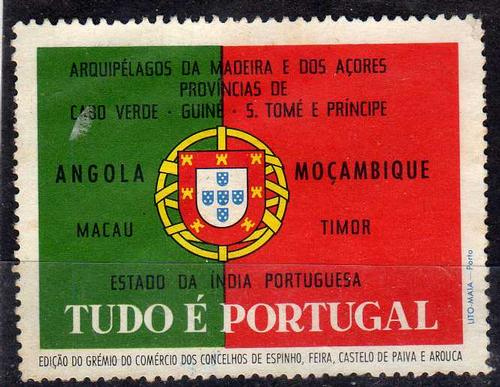 ARQUIPÉLAGOS DA MADEIRA E DOS AÇORES
PROVÍNCIAS DE
CABO VERDE · GUINÉ · S. TOMÉ E PRÍNCIPE
ANGOLA MOÇAMBIQUE
MACAU TIMOR
ESTADO DA ÍNDIA PORTUGUESA
TUDO É PORTUGAL
EDIÇÃO DO GRÉMIO DO COMÉRCIO DOS CONCELHOS DE ESPINHO, FEIRA, CASTELO DE PAIVA E AROUCA
LITO-MAIA Porto